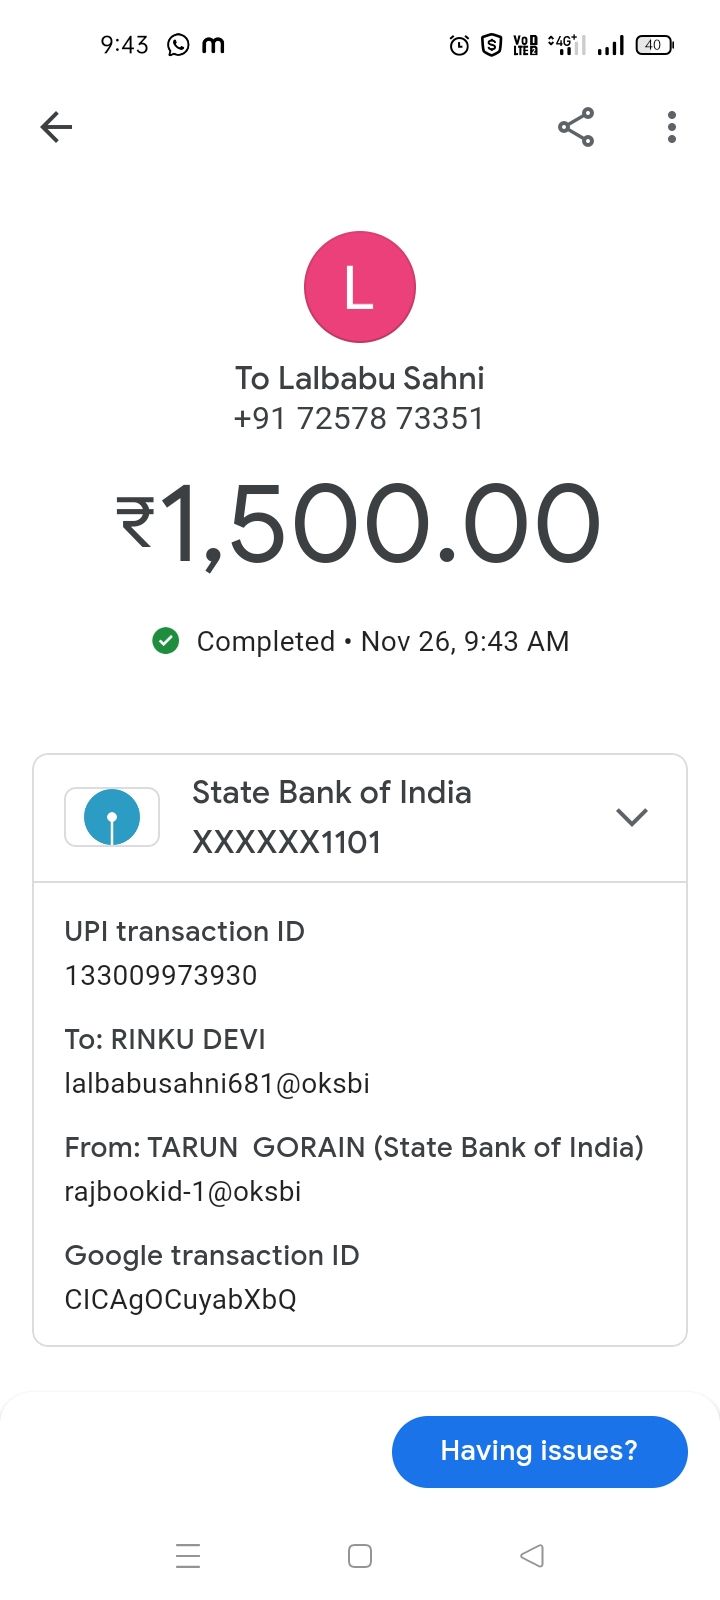 9:43 m VoD LTE2 4G+ 40
L
To Lalbabu Sahni
+91 72578 73351
₹1,500.00
Completed • Nov 26, 9:43 AM
State Bank of India
XXXXXX1101
UPI transaction ID
133009973930
To: RINKU DEVI
lalbabusahni681@oksbi
From: TARUN GORAIN (State Bank of India)
rajbookid-1@oksbi
Google transaction ID
CICAgOCuyabXbQ
Having issues?